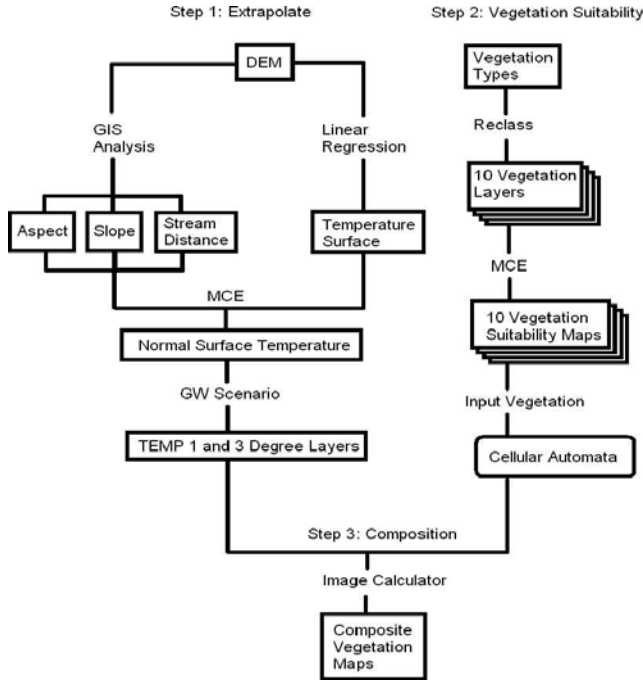 Step 1: Extrapolate
Step 2: Vegetation Suitability
DEM
Vegetation
Types
GIS
Analysis
Linear
Regression
Reclass
10 Vegetation
Layers
Aspect
Slope
Stream
Distance
Temperature
Surface
MCE
MCE
10 Vegetation
Suitability Maps
Normal Surface Temperature
GW Scenario
Input Vegetation
TEMP 1 and 3 Degree Layers
Cellular Automata
Step 3: Composition
Image Calculator
Composite
Vegetation
Maps